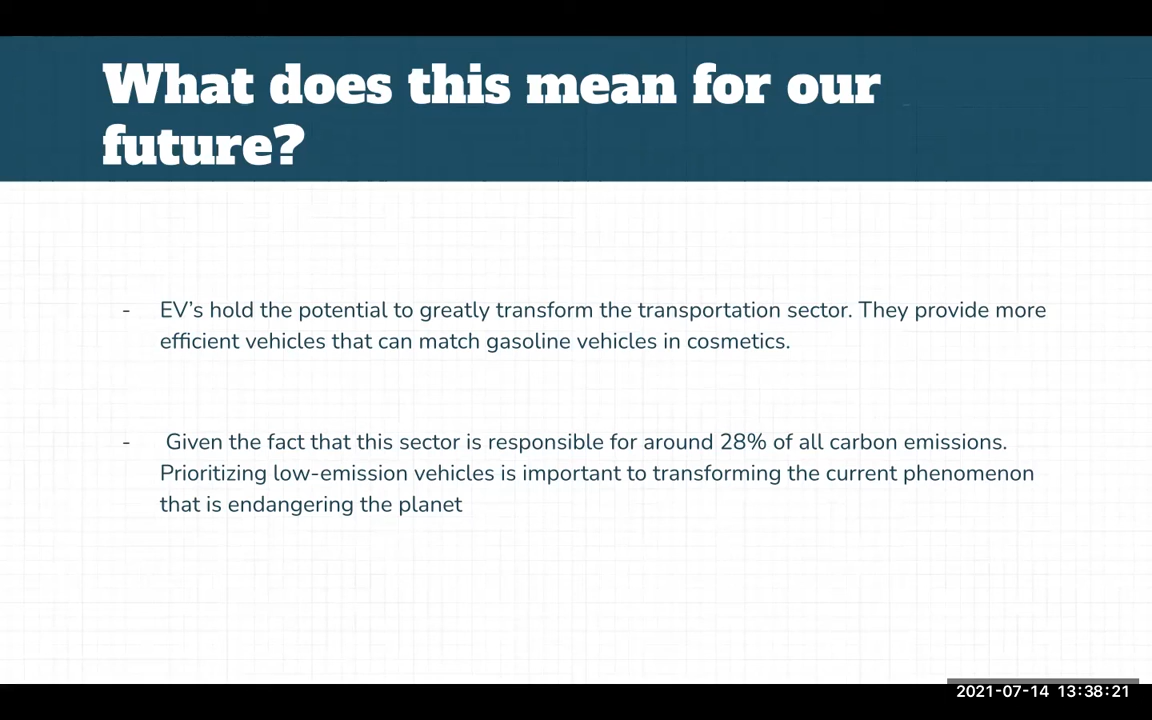 What does this mean for our
future?
- EV's hold the potential to greatly transform the transportation sector. They provide more
efficient vehicles that can match gasoline vehicles in cosmetics.
- Given the fact that this sector is responsible for around 28% of all carbon emissions.
Prioritizing low-emission vehicles is important to transforming the current phenomenon
that is endangering the planet
2021-07-14 13:38:21